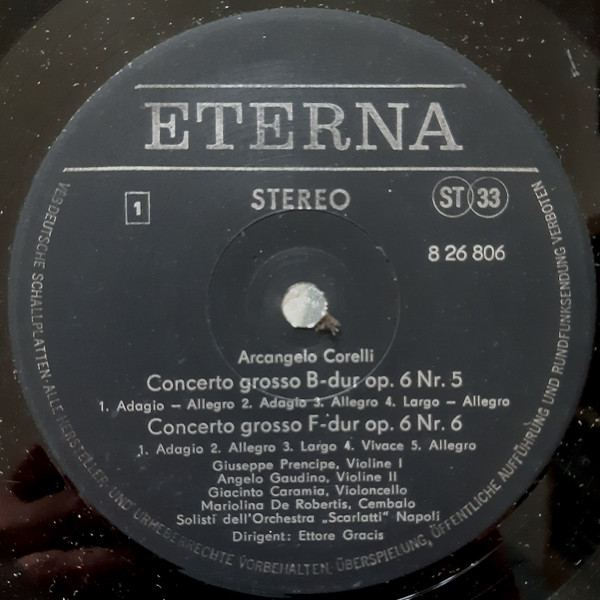 ETERNA
1
STEREO
ST 33
8 26 806
Arcangelo Corelli
Concerto grosso B-dur op. 6 Nr. 5
1. Adagio – Allegro 2. Adagio 3. Allegro 4. Largo – Allegro
Concerto grosso F-dur op. 6 Nr. 6
1. Adagio 2. Allegro 3. Largo 4. Vivace 5. Allegro
Giuseppe Prencipe, Violine I
Angelo Gaudino, Violine II
Giacinto Caramia, Violoncello
Mariolina De Robertis, Cembalo
Solisti dell'Orchestra „Scarlatti" Napoli
Dirigent: Ettore Gracis
VEB DEUTSCHE SCHALLPLATTEN · ALLE HERSTELLER- UND URHEBERRECHTE VORBEHALTEN · ÜBERSPIELUNG, ÖFFENTLICHE AUFFÜHRUNG UND RUNDFUNKSENDUNG VERBOTEN